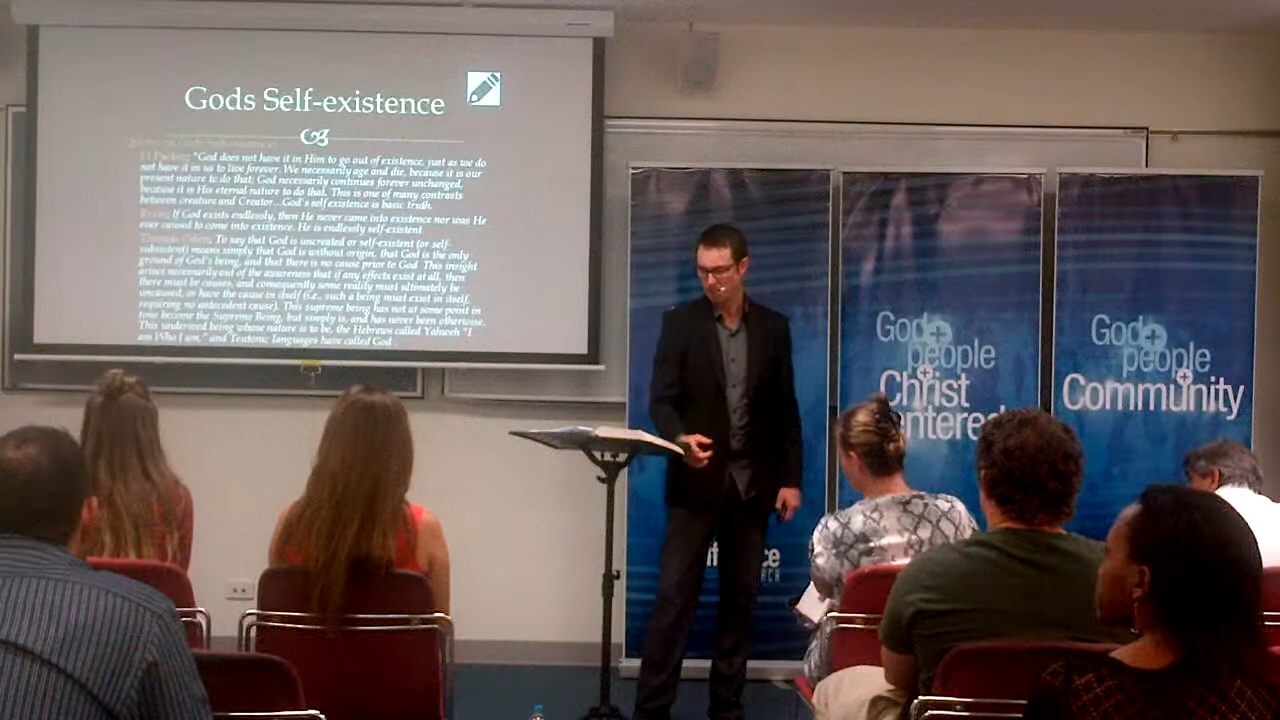 Gods Self-existence
"God does not have it in Him to go out of existence, just as we do
not have it in us to live forever. We necessarily age and die, because it is our
present nature to do that; God necessarily continues forever unchanged,
because it is His eternal nature to do that. This is one of many contrasts
between creature and Creator... God's self existence is basic truth.
If God exists endlessly, then He never came into existence nor was He
ever caused to come into existence. He is endlessly self-existent
To say that God is uncreated or self-existent (or self-
subsistent) means simply that God is without origin, that God is the only
ground of God's being, and that there is no cause prior to God. This insight
arises necessarily out of the awareness that if any effects exist at all, then
there must be causes, and consequently some reality must ultimately be
uncaused, or have the cause in itself (i.e., such a being must exist in itself,
requiring no antecedent cause). This supreme being has not at some point in
time become the Supreme Being, but simply is, and has never been otherwise.
This underived being whose nature is to be, the Hebrews called Yahweh "I
am Who I am," and Teutonic languages have called God.
God+
people
+
Christ
entered
God+
people
+
Community